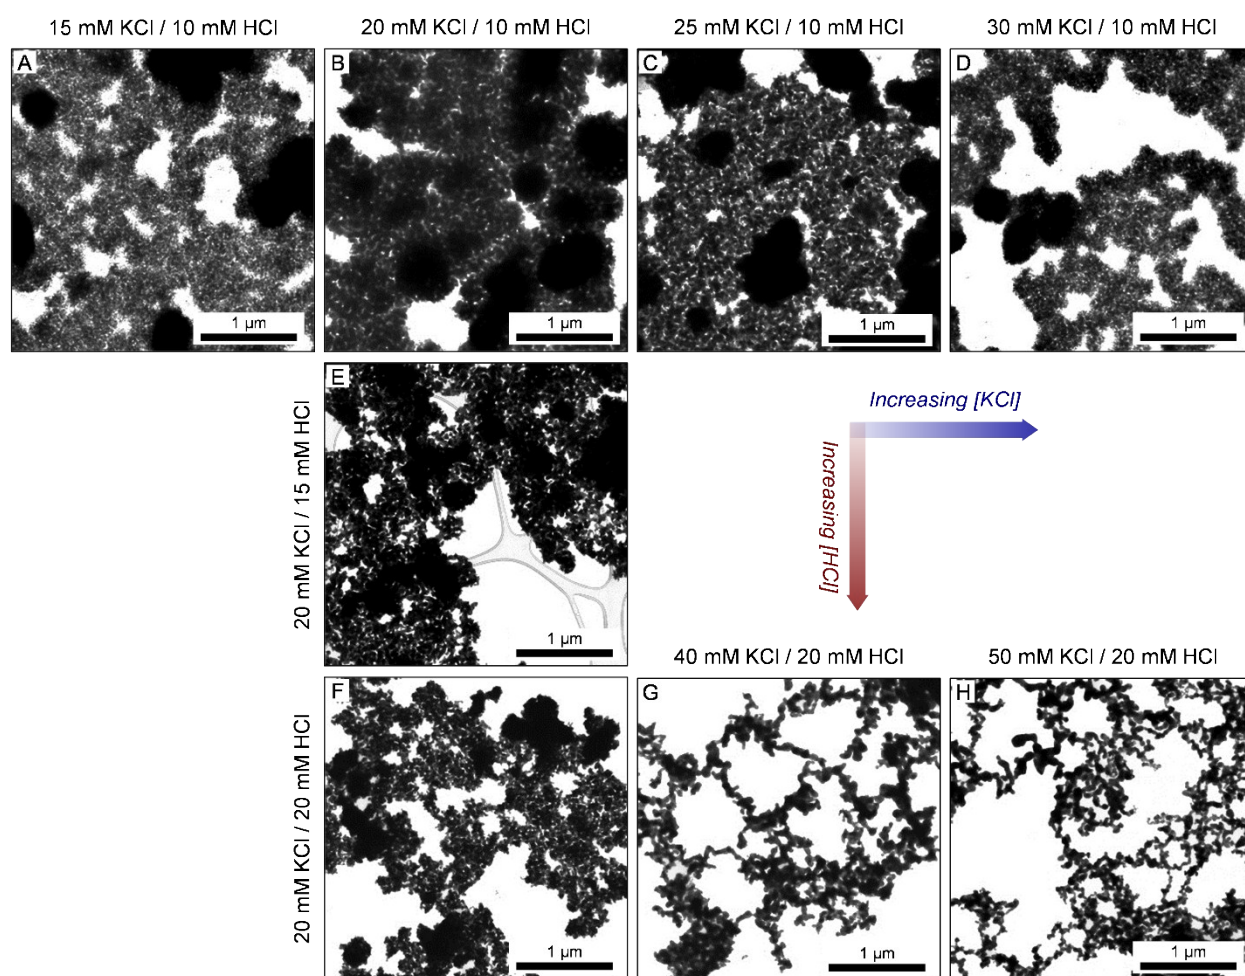 15 mM KCl / 10 mM HCl
20 mM KCl / 10 mM HCl
25 mM KCl / 10 mM HCl
30 mM KCl / 10 mM HCl
A
B
C
D
1 µm
1 µm
1 µm
1 µm
20 mM KCl / 15 mM HCl
E
1 µm
Increasing [KCl]
Increasing [HCl]
40 mM KCl / 20 mM HCl
50 mM KCl / 20 mM HCl
20 mM KCl / 20 mM HCl
F
G
H
1 µm
1 µm
1 µm